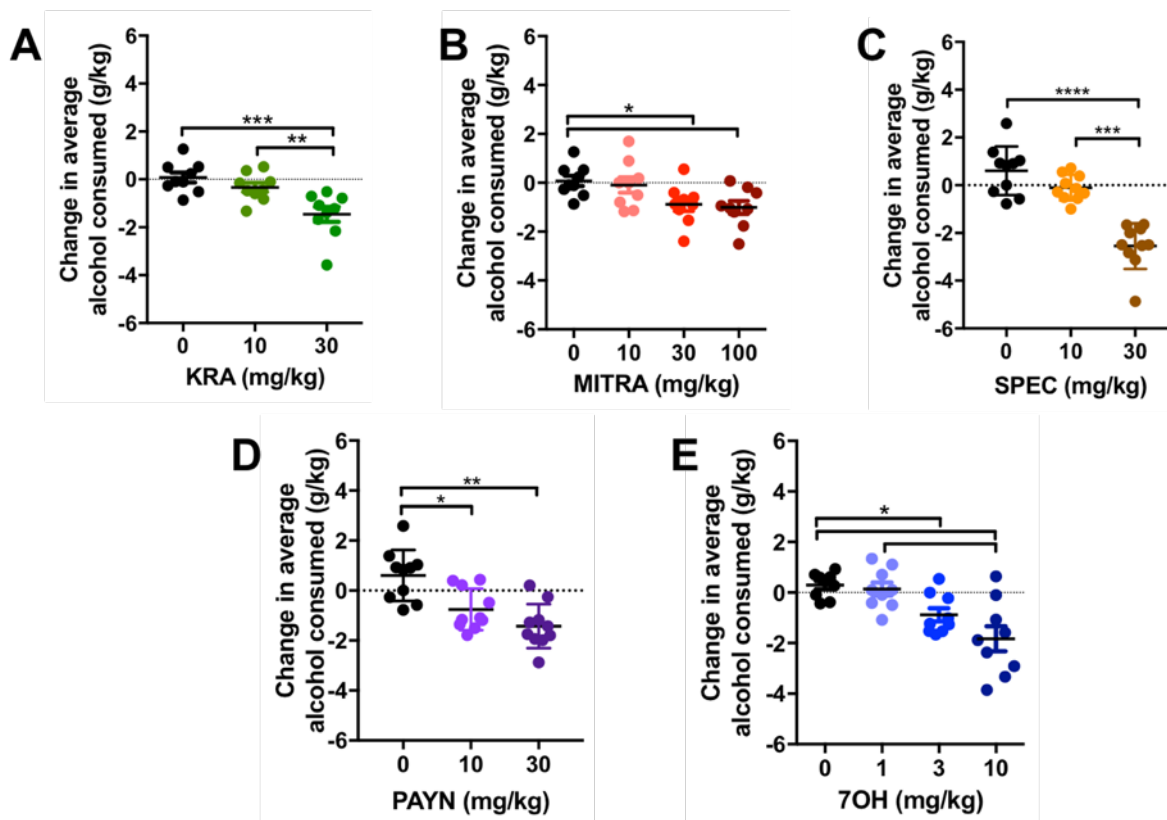 A
Change in average
alcohol consumed (g/kg)
6
4
2
0
-2
-4
-6
***
**
0 10 30
KRA (mg/kg)
B
Change in average
alcohol consumed (g/kg)
6
4
2
0
-2
-4
-6
*
0 10 30 100
MITRA (mg/kg)
C
Change in average
alcohol consumed (g/kg)
6
4
2
0
-2
-4
-6
****
***
0 10 30
SPEC (mg/kg)
D
Change in average
alcohol consumed (g/kg)
6
4
2
0
-2
-4
-6
**
*
0 10 30
PAYN (mg/kg)
E
Change in average
alcohol consumed (g/kg)
6
4
2
0
-2
-4
-6
*
0 1 3 10
7OH (mg/kg)